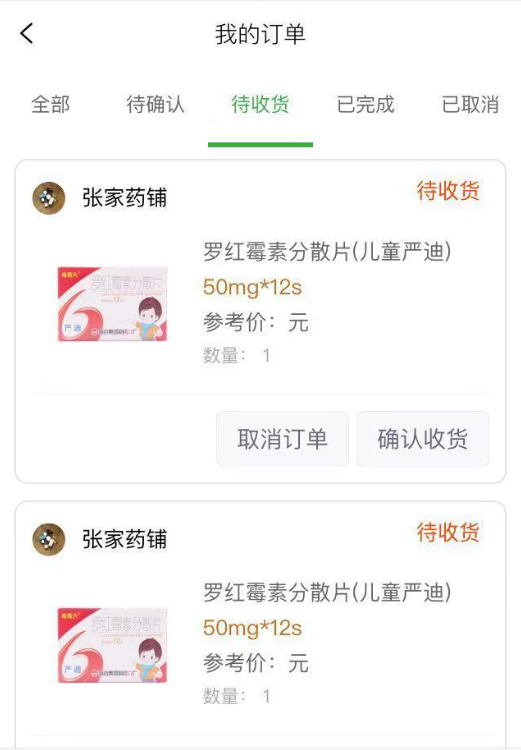 我的订单
全部 待确认 待收货 已完成 已取消
张家药铺 待收货
罗红霉素分散片(儿童严迪)
50mg*12s
参考价：元
数量： 1
罗红霉素分散片
严迪
取消订单 确认收货
张家药铺 待收货
罗红霉素分散片(儿童严迪)
50mg*12s
参考价：元
数量： 1
罗红霉素分散片
严迪